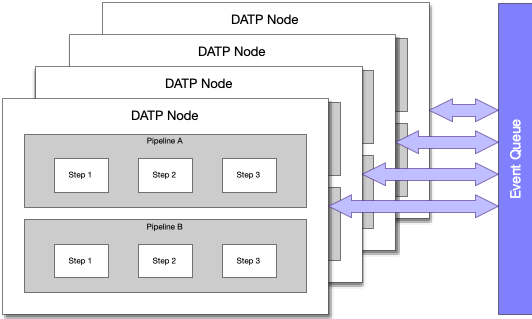 DATP Node
DATP Node
DATP Node
DATP Node
Pipeline A
Step 1
Step 2
Step 3
Pipeline B
Step 1
Step 2
Step 3
Event Queue